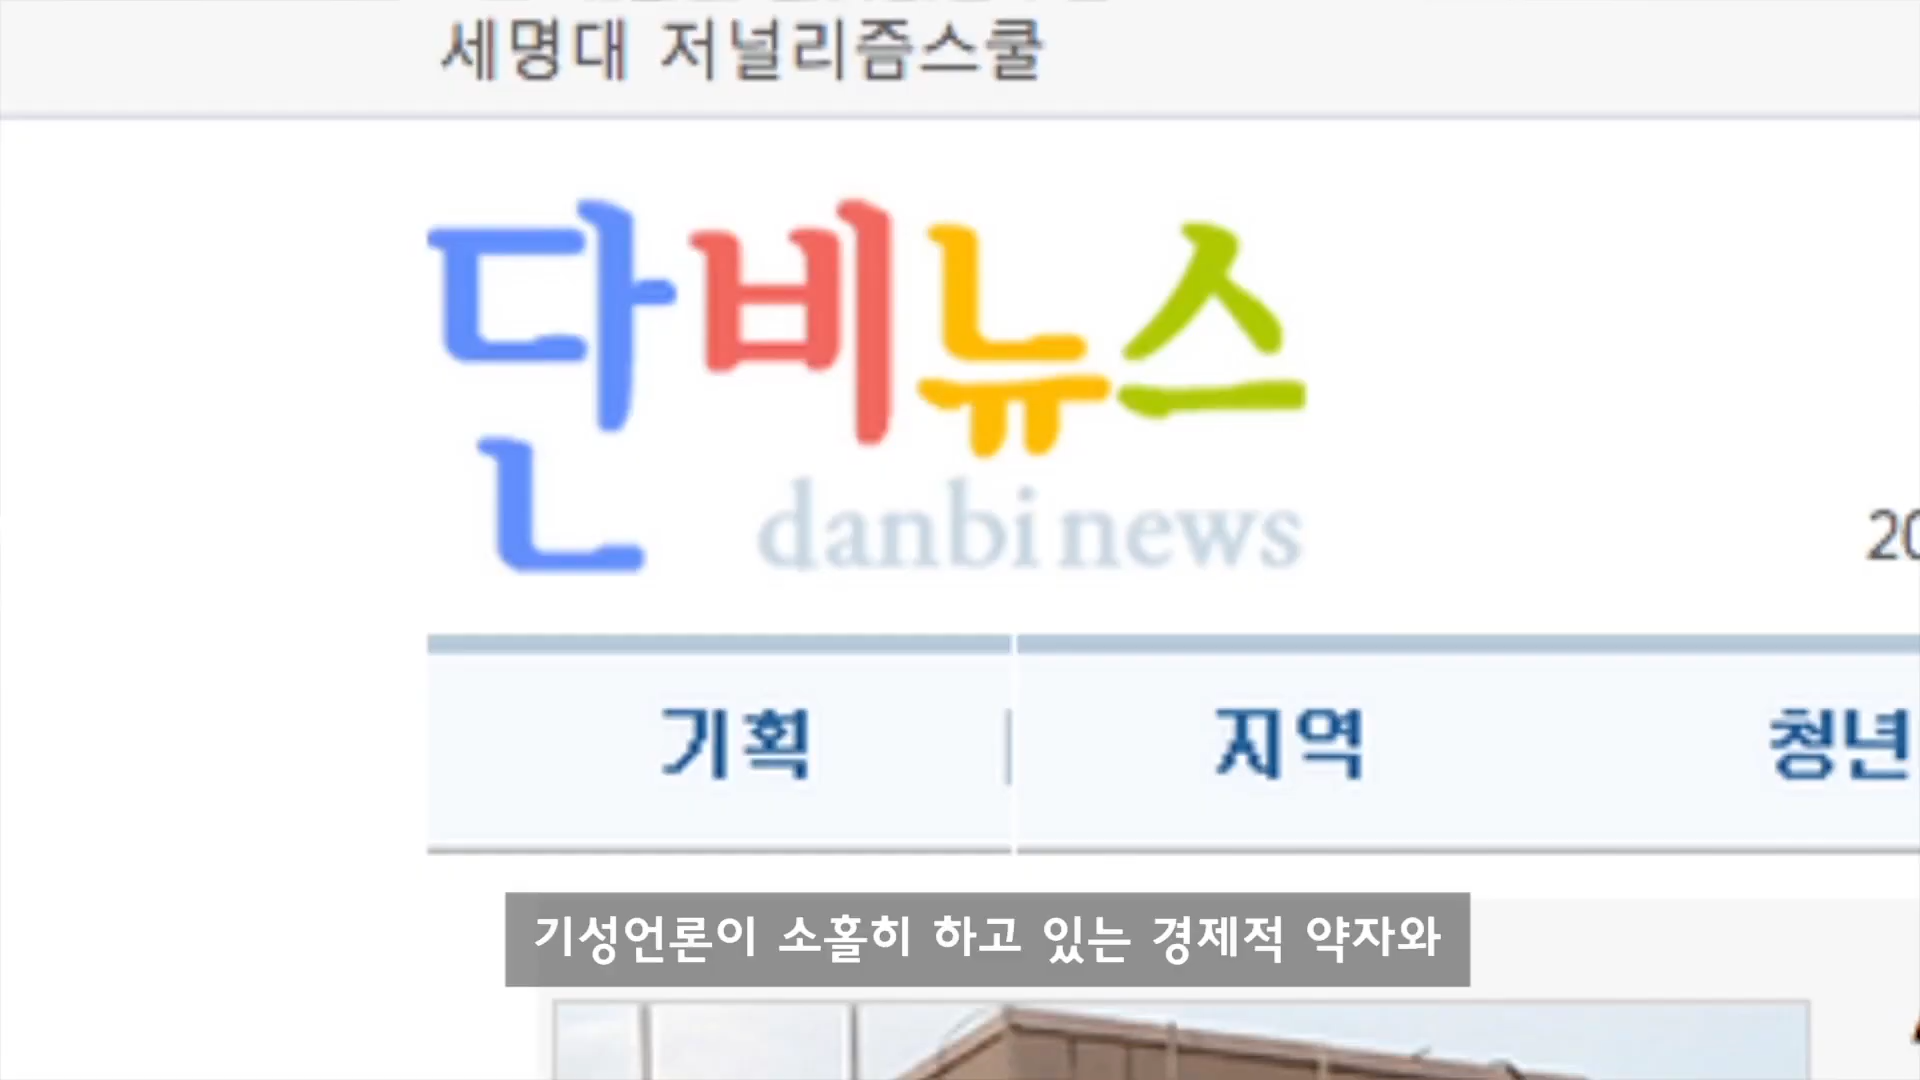 세명대 저널리즘스쿨
단비뉴스
danbi news
20
기획 지역 청년
기성언론이 소홀히 하고 있는 경제적 약자와